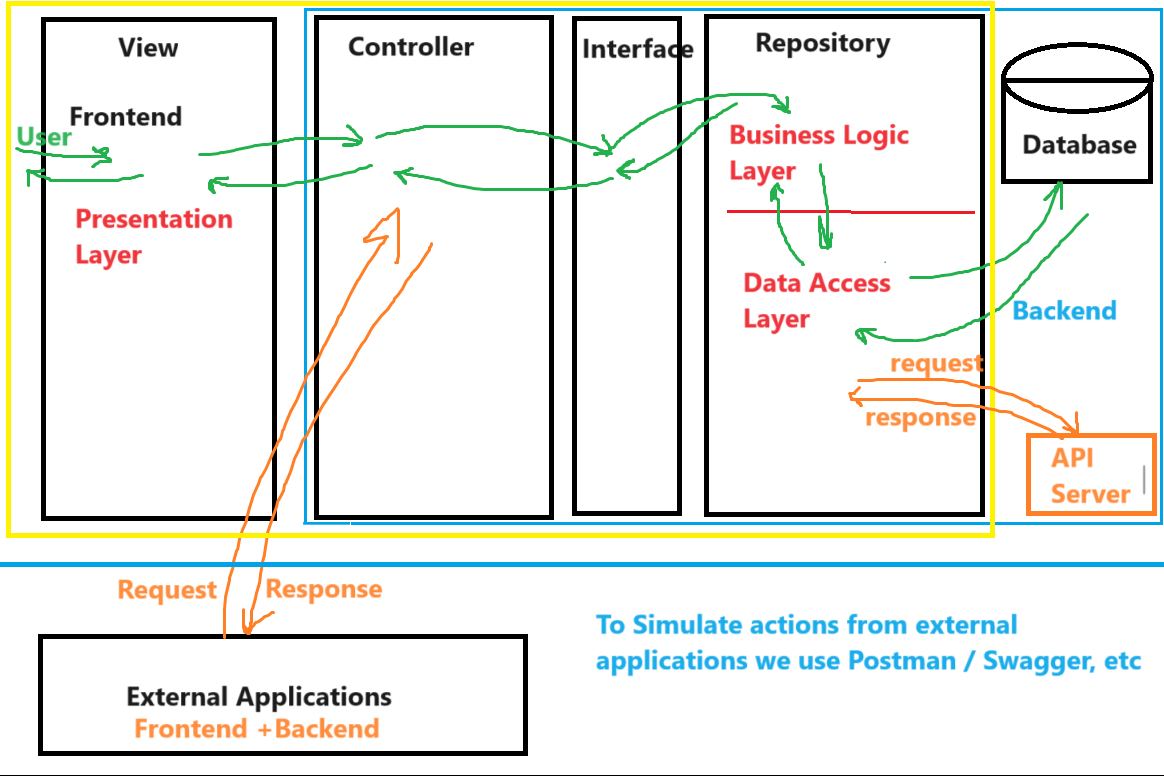 View
Controller
Interface
Repository
Frontend
User
Presentation
Layer
Business Logic
Layer
Data Access
Layer
Database
Backend
request
response
API
Server
Request
Response
External Applications
Frontend +Backend
To Simulate actions from external
applications we use Postman / Swagger, etc